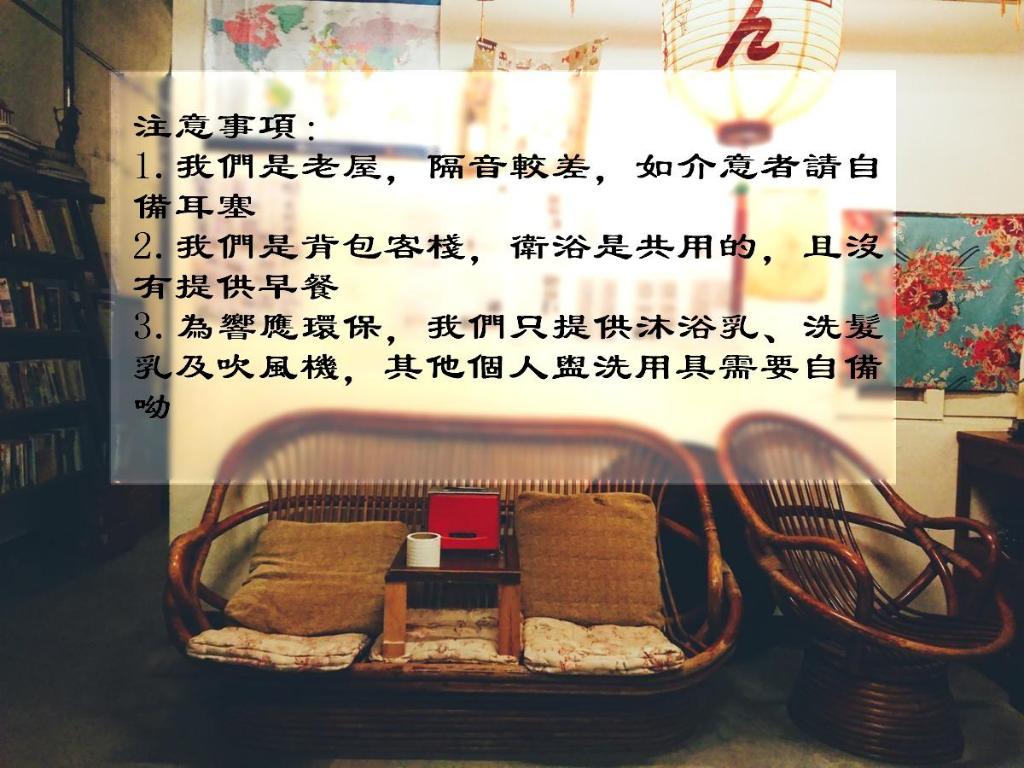 ん
注意事項：
1.我們是老屋，隔音較差，如介意者請自
備耳塞
2.我們是背包客棧，衛浴是共用的，且沒
有提供早餐
3.為響應環保，我們只提供沐浴乳、洗髮
乳及吹風機，其他個人盥洗用具需要自備
呦